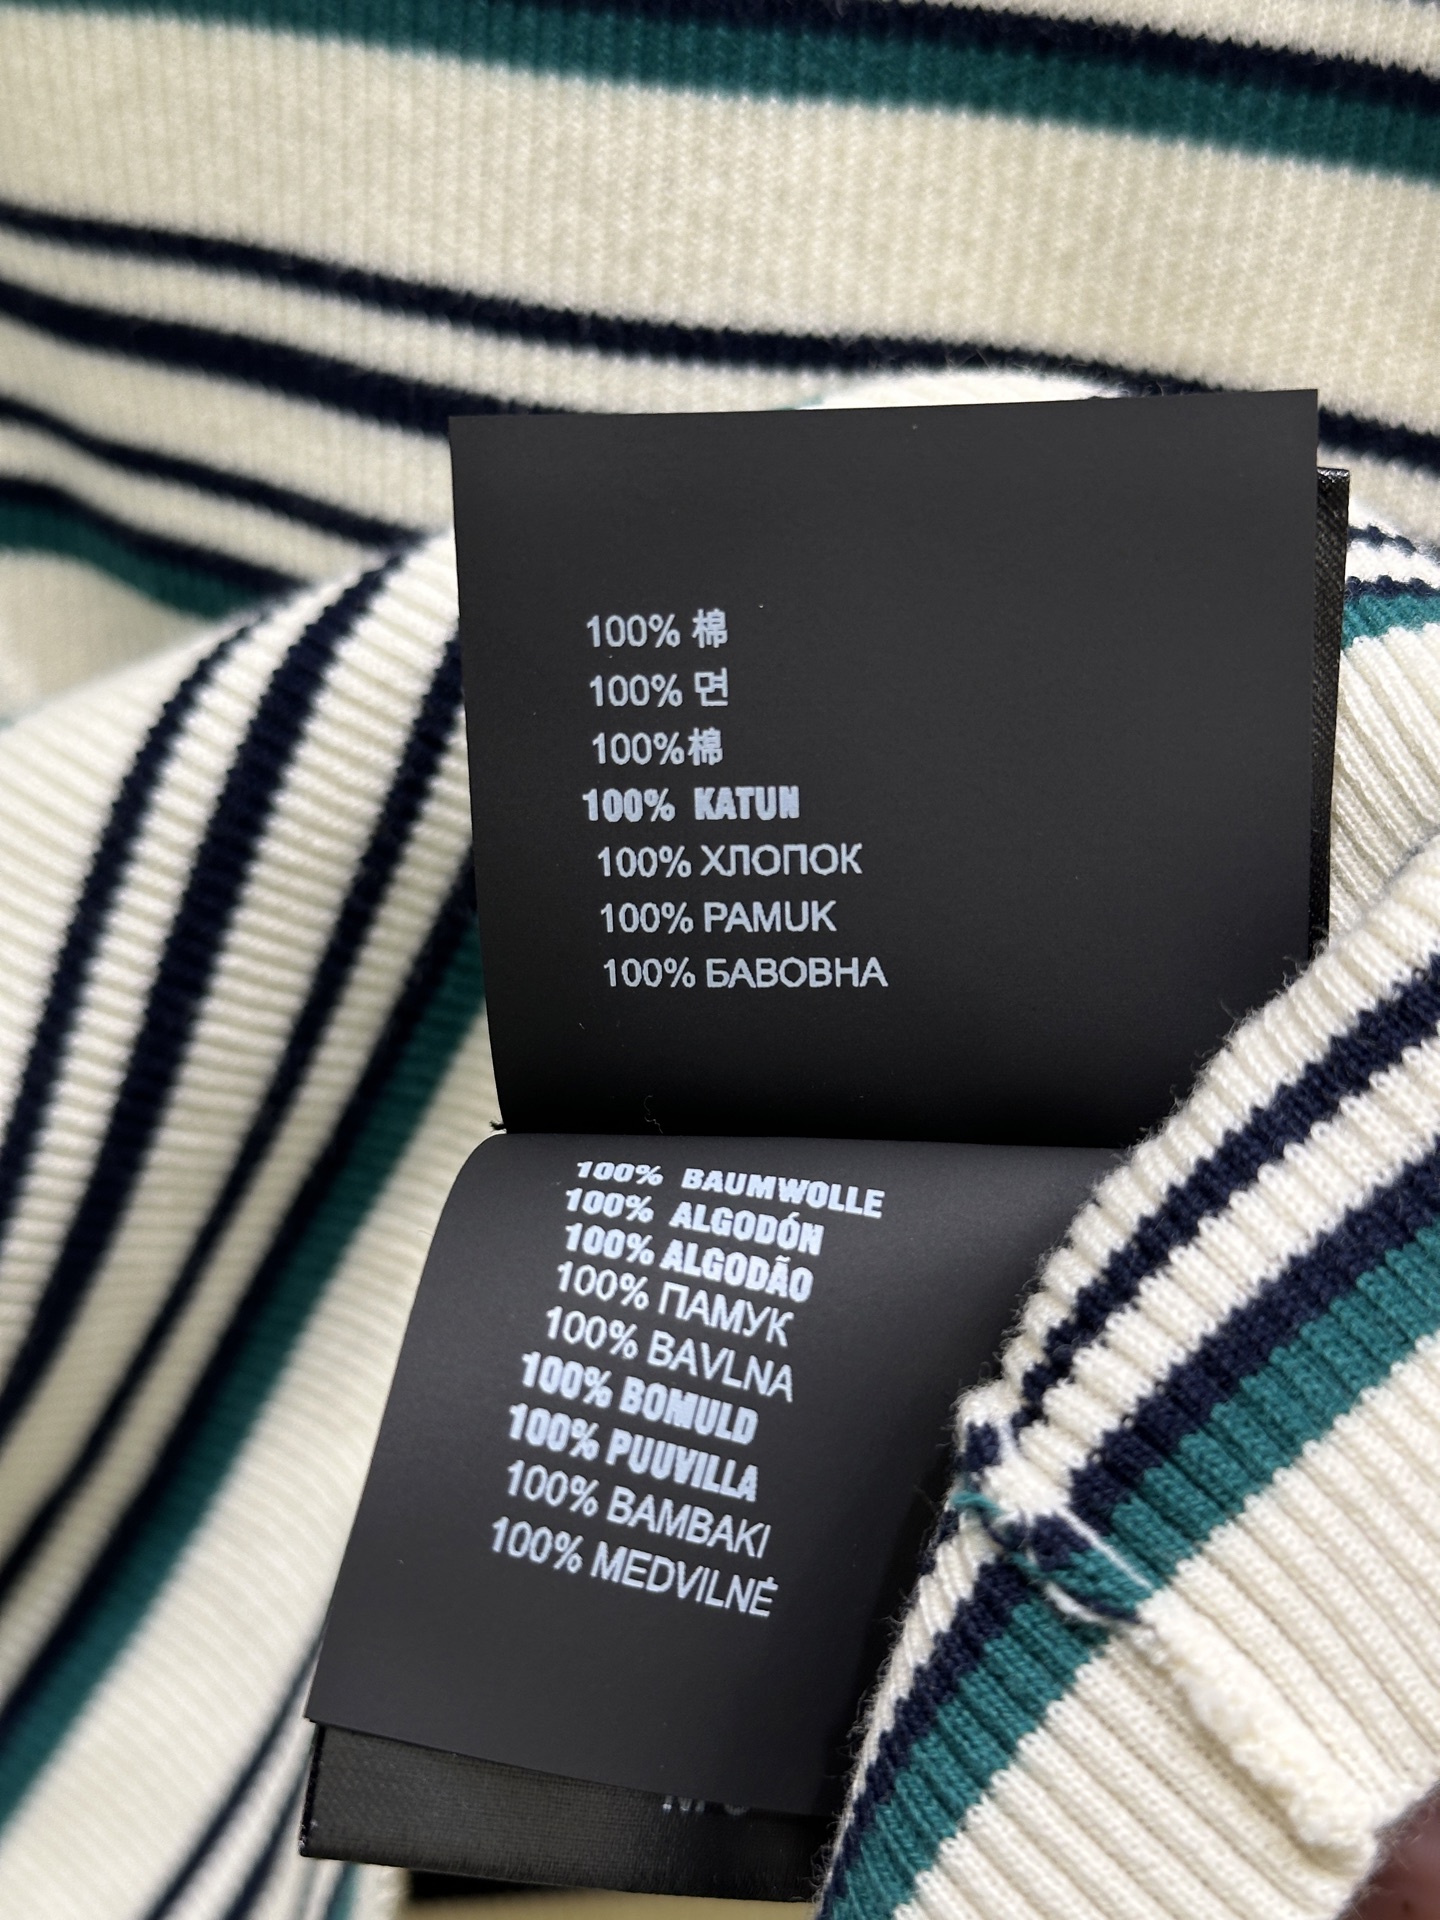 100% 棉
100% 면
100%棉
100% KATUN
100% ХЛОПОК
100% PAMUK
100% БАВОВНА
100% BAUMWOLLE
100% ALGODÓN
100% ALGODÃO
100% ПАМУК
100% BAVLNA
100% BOMULD
100% PUUVILLA
100% ΒΑΜΒΑΚΙ
100% MEDVILNĖ